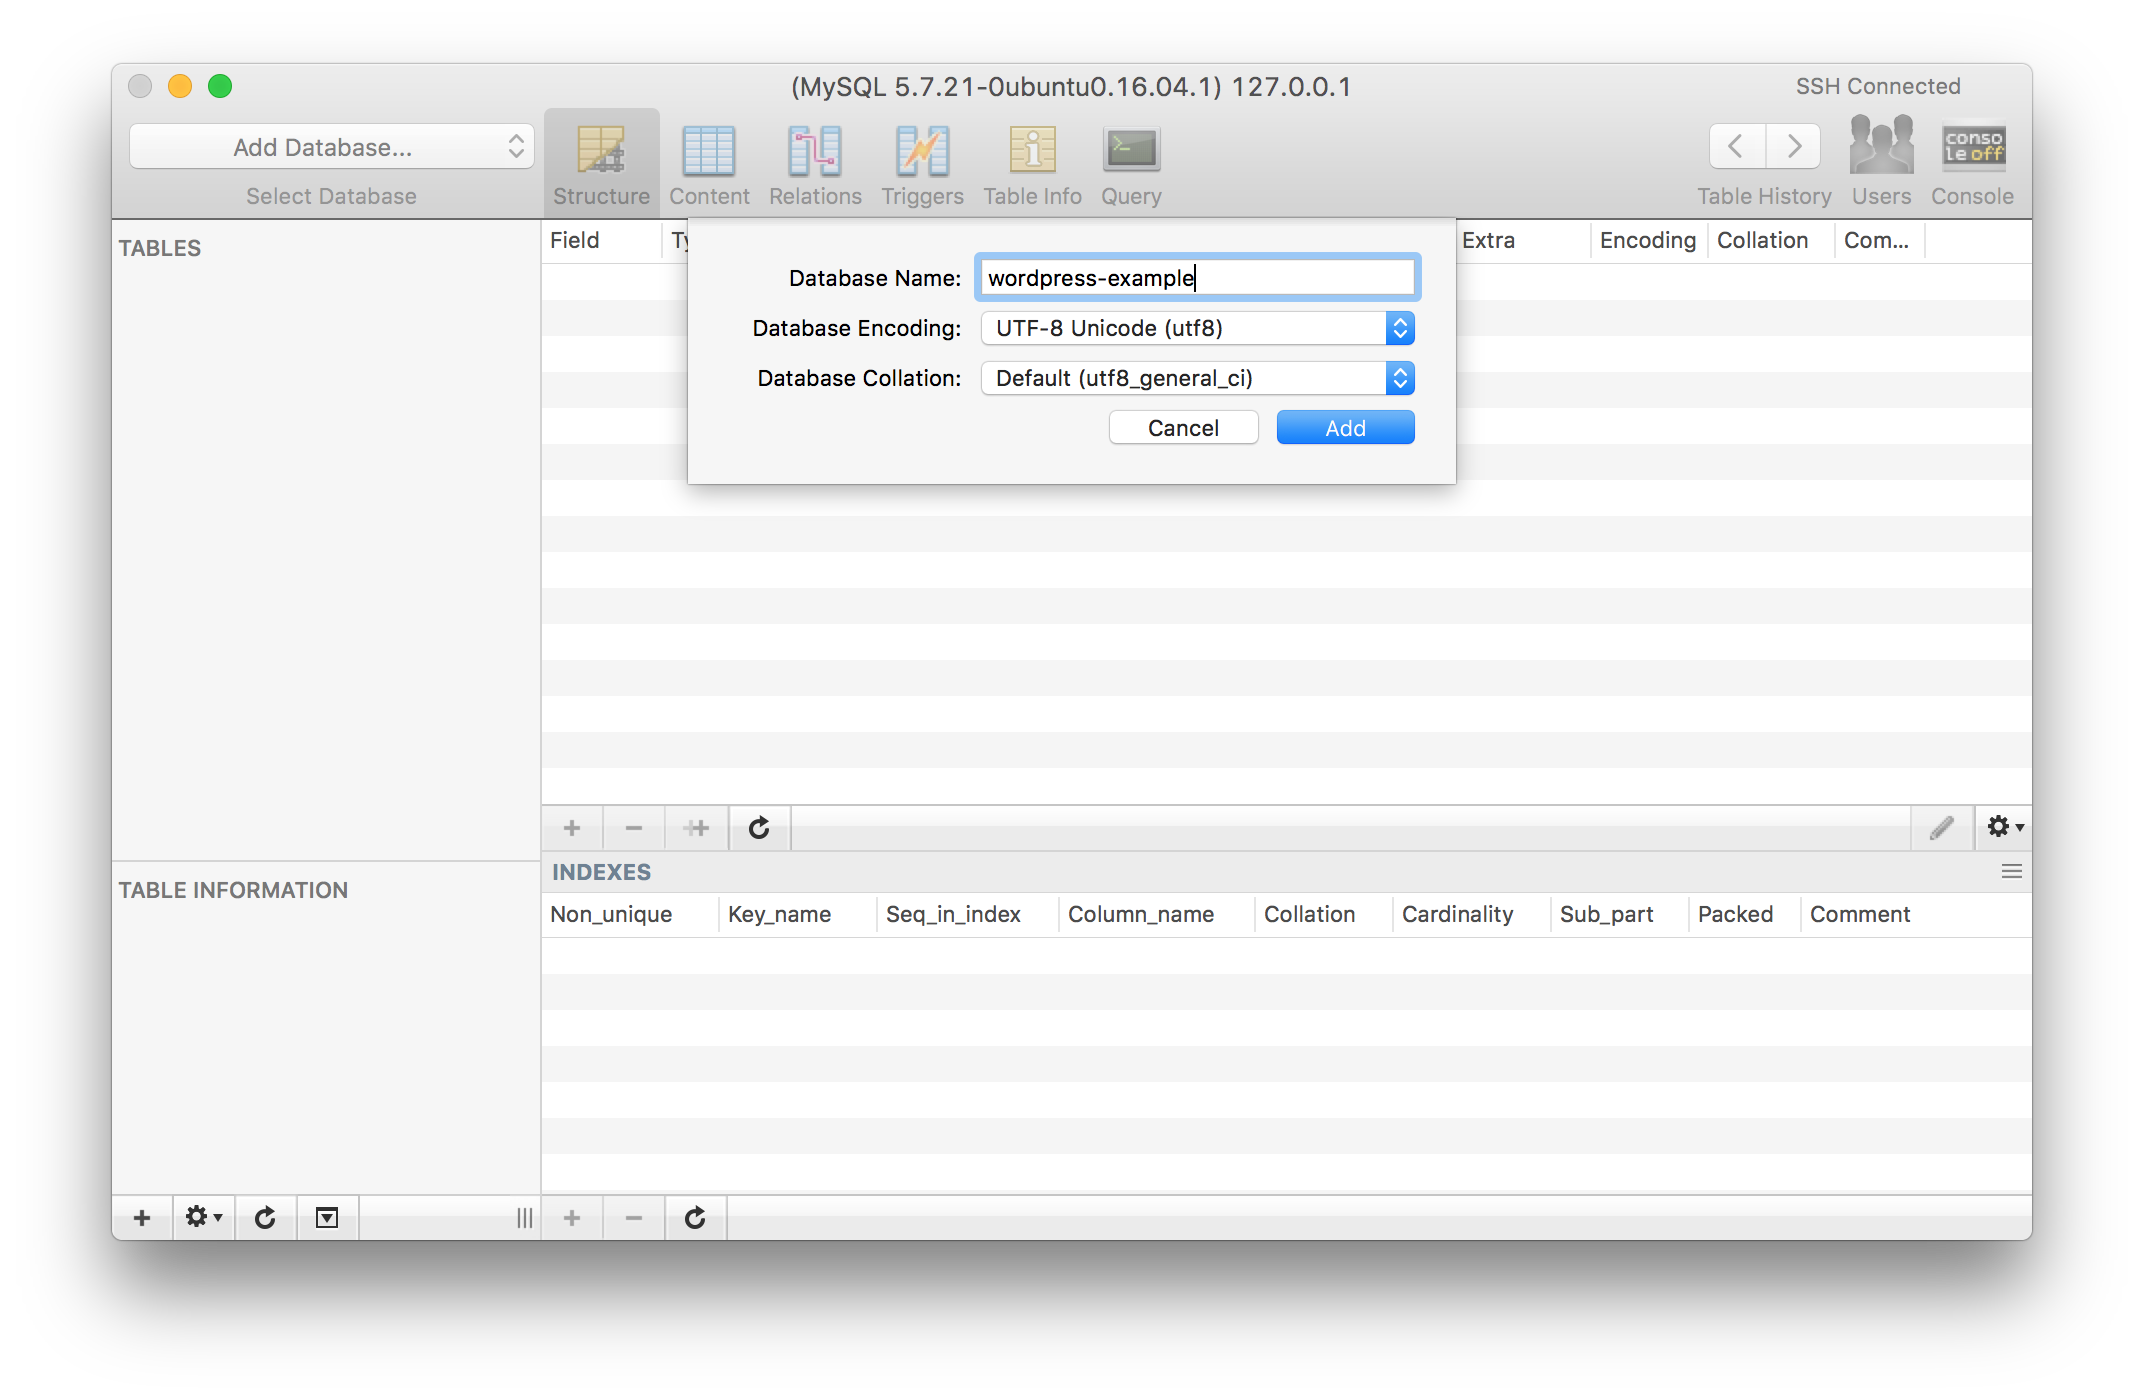 (MySQL 5.7.21-0ubuntu0.16.04.1) 127.0.0.1
SSH Connected
Add Database...
Select Database
Structure
Content
Relations
Triggers
Table Info
Query
Table History
Users
conso
le off
Console
TABLES
Field
Ty
Extra
Encoding
Collation
Com...
Database Name: wordpress-example
Database Encoding: UTF-8 Unicode (utf8)
Database Collation: Default (utf8_general_ci)
Cancel
Add
INDEXES
TABLE INFORMATION
Non_unique
Key_name
Seq_in_index
Column_name
Collation
Cardinality
Sub_part
Packed
Comment